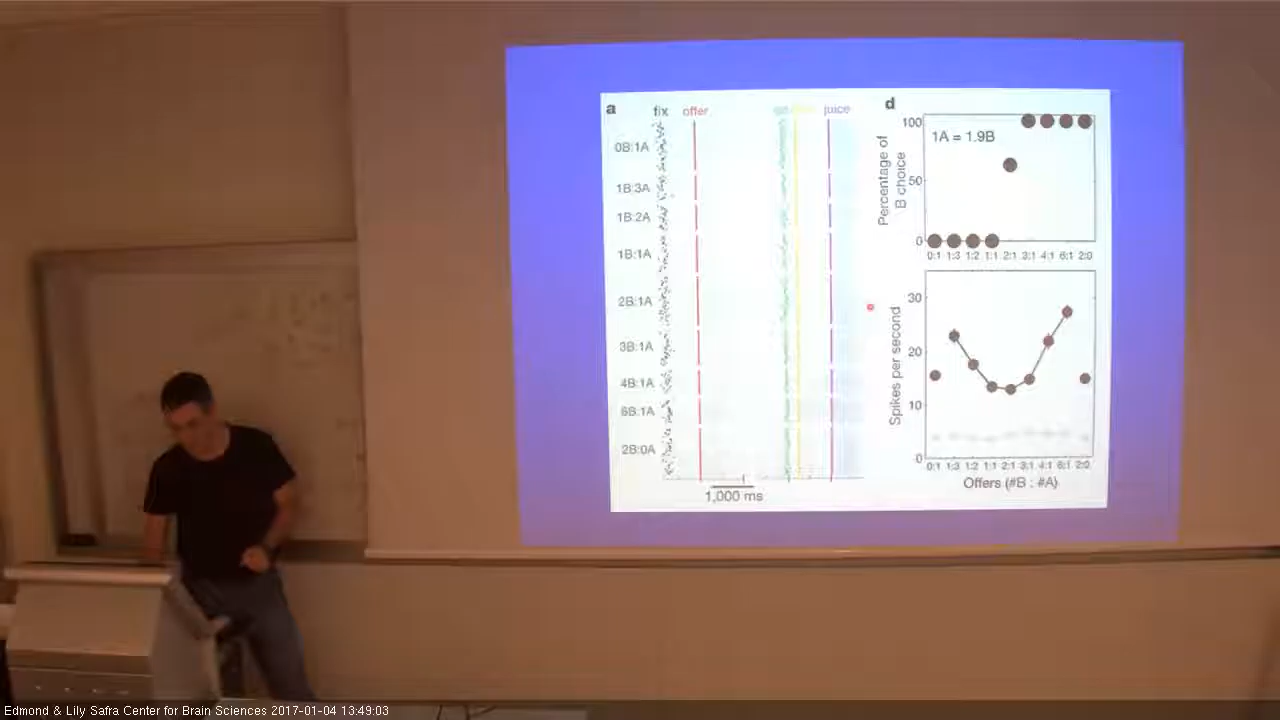 a
fix offer juice
0B:1A
1B:3A
1B:2A
1B:1A
2B:1A
3B:1A
4B:1A
6B:1A
2B:0A
1,000 ms
d
Percentage of
B choice
100
50
0
1A = 1.9B
0:1 1:3 1:2 1:1 2:1 3:1 4:1 6:1 2:0
Spikes per second
30
20
10
0
0:1 1:3 1:2 1:1 2:1 3:1 4:1 6:1 2:0
Offers (#B : #A)
Edmond & Lily Safra Center for Brain Sciences 2017-01-04 13:49:03